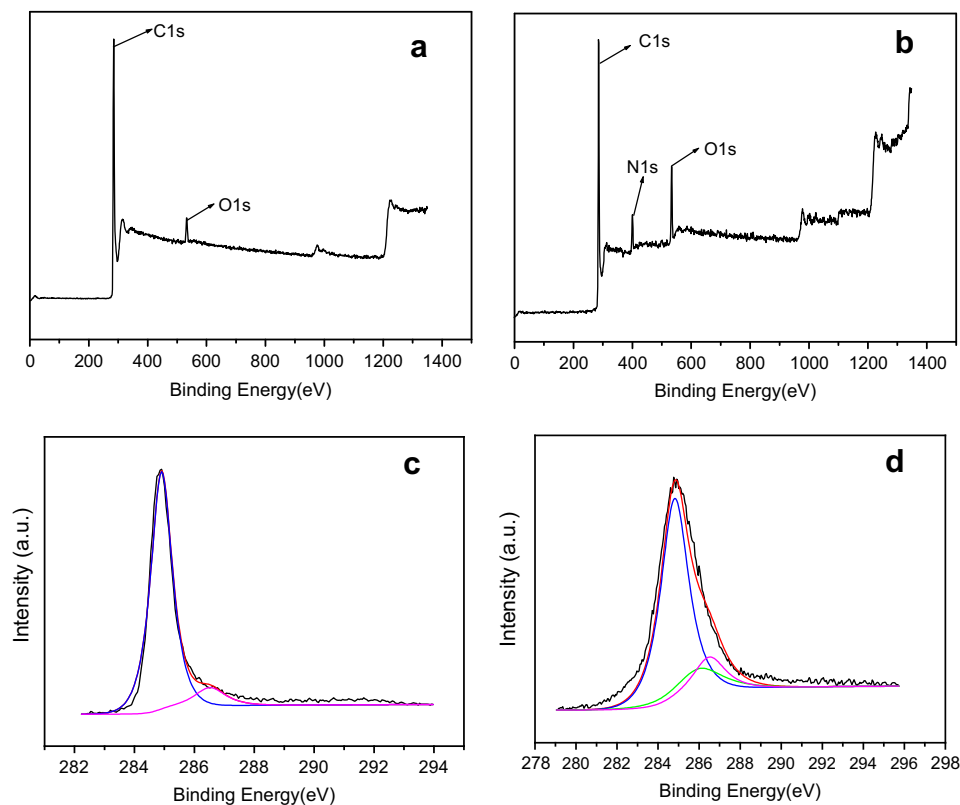 C1s
a
O1s
0 200 400 600 800 1000 1200 1400
Binding Energy(eV)
C1s
b
N1s
O1s
0 200 400 600 800 1000 1200 1400
Binding Energy(eV)
c
Intensity (a.u.)
282 284 286 288 290 292 294
Binding Energy(eV)
d
Intensity (a.u.)
278 280 282 284 286 288 290 292 294 296 298
Binding Energy(eV)